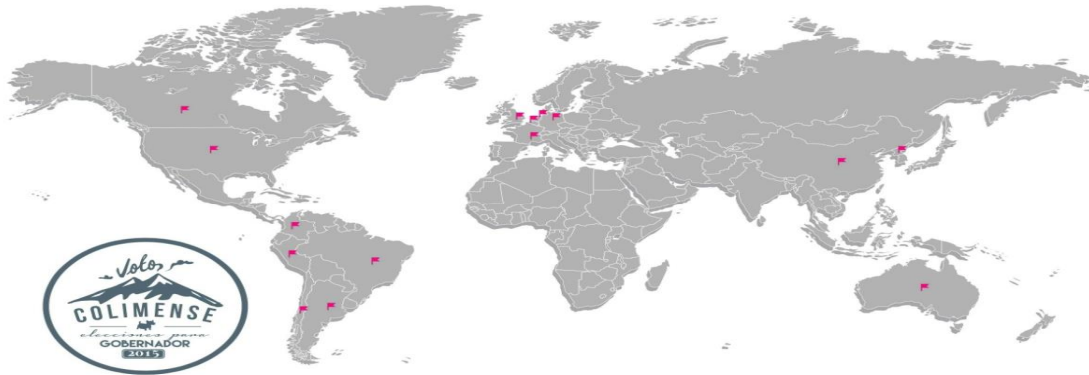 Voto,
COLIMENSE
elecciones para
GOBERNADOR
2015